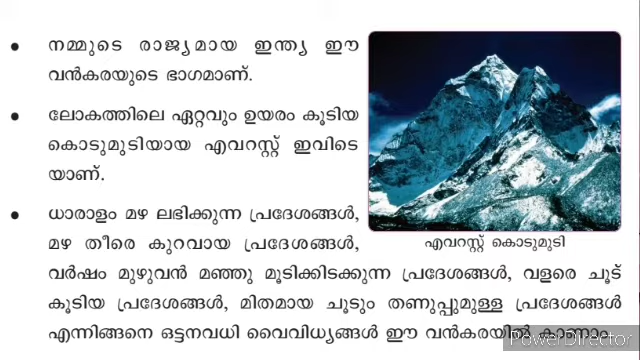 • നമ്മുടെ രാജ്യമായ ഇന്ത്യ ഈ
വൻകരയുടെ ഭാഗമാണ്.
• ലോകത്തിലെ ഏറ്റവും ഉയരം കൂടിയ
കൊടുമുടിയായ എവറസ്റ്റ് ഇവിടെ
യാണ്.
• ധാരാളം മഴ ലഭിക്കുന്ന പ്രദേശങ്ങൾ,
മഴ തീരെ കുറവായ പ്രദേശങ്ങൾ,
എവറസ്റ്റ് കൊടുമുടി
വർഷം മുഴുവൻ മഞ്ഞു മൂടിക്കിടക്കുന്ന പ്രദേശങ്ങൾ, വളരെ ചൂട്
കൂടിയ പ്രദേശങ്ങൾ, മിതമായ ചൂടും തണുപ്പുമുള്ള പ്രദേശങ്ങൾ
എന്നിങ്ങനെ ഒട്ടനവധി വൈവിധ്യങ്ങൾ ഈ വൻകരയിൽ കാണാം.
PowerDirector